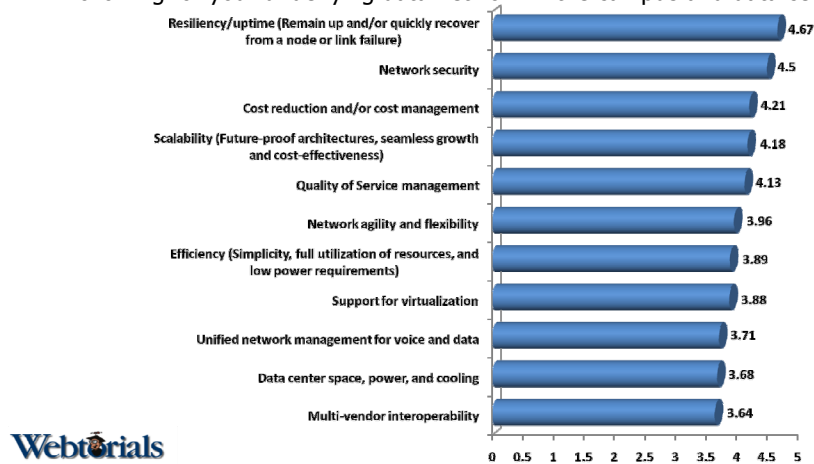 Resiliency/uptime (Remain up and/or quickly recover
from a node or link failure)
4.67
Network security
4.5
Cost reduction and/or cost management
4.21
Scalability (Future-proof architectures, seamless growth
and cost-effectiveness)
4.18
Quality of Service management
4.13
Network agility and flexibility
3.96
Efficiency (Simplicity, full utilization of resources, and
low power requirements)
3.89
Support for virtualization
3.88
Unified network management for voice and data
3.71
Data center space, power, and cooling
3.68
Multi-vendor interoperability
3.64
0 0.5 1 1.5 2 2.5 3 3.5 4 4.5 5
Webtorials